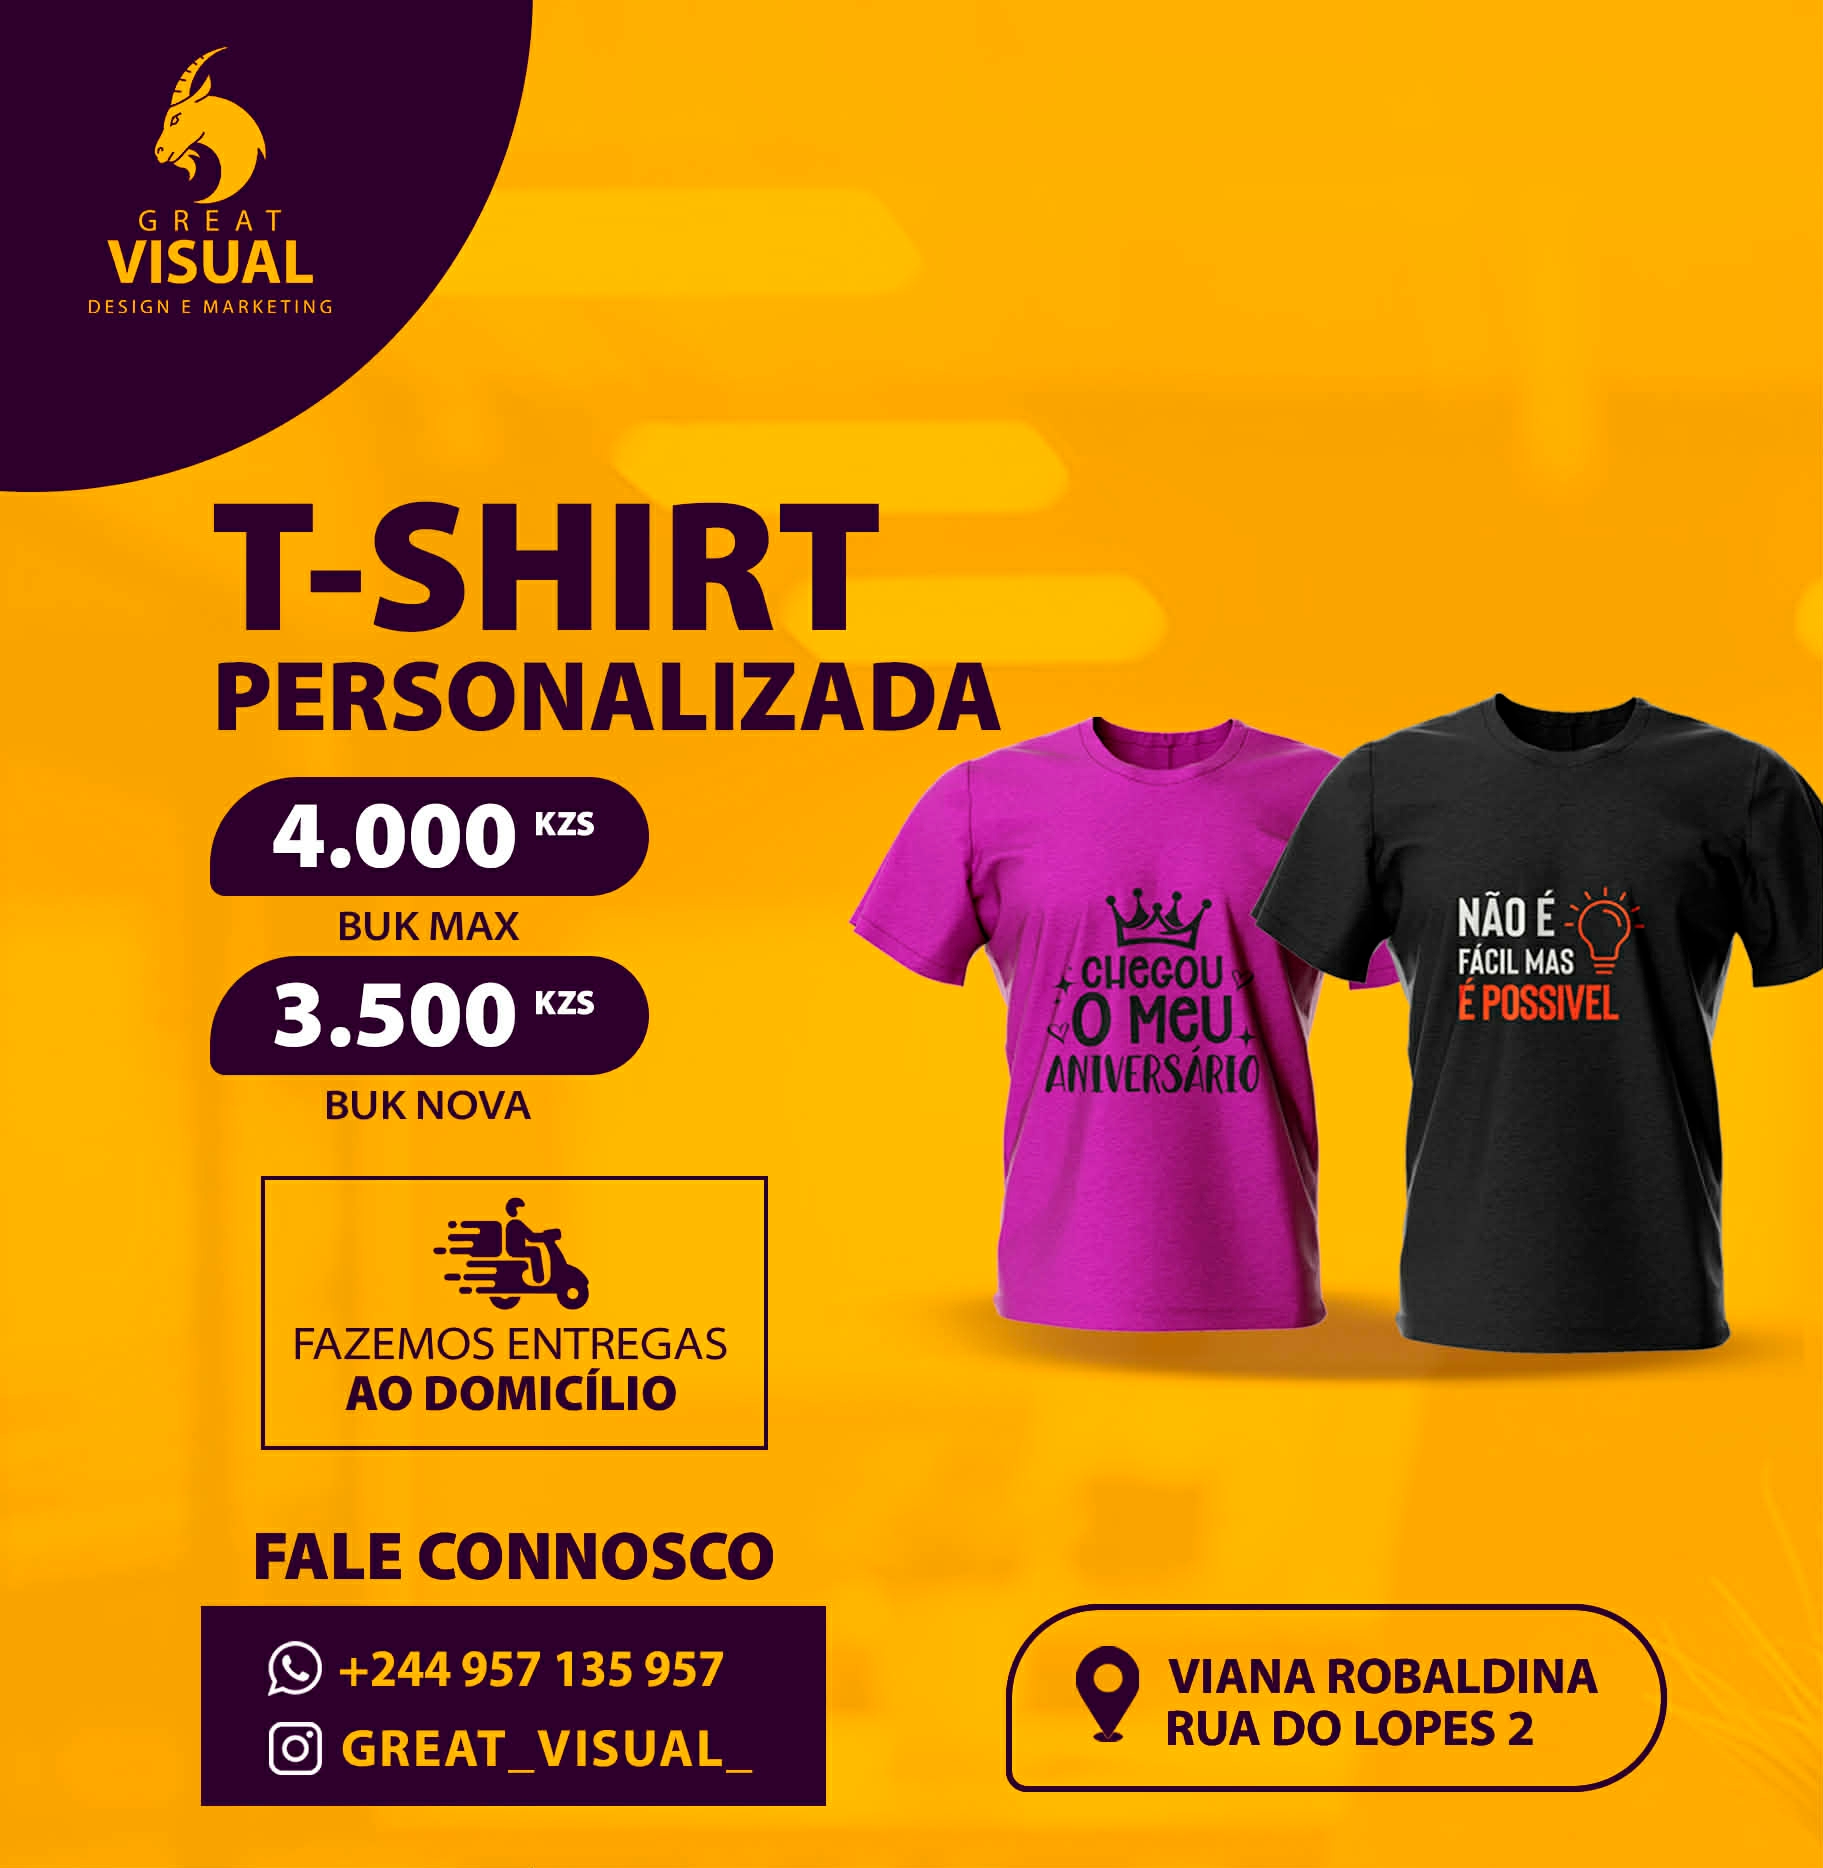 GREAT
VISUAL
DESIGN E MARKETING
T-SHIRT
PERSONALIZADA
4.000 KZS
BUK MAX
3.500 KZS
BUK NOVA
CHEGOU
O MEU
ANIVERSÁRIO
NÃO É
FÁCIL MAS
É POSSIVEL
FAZEMOS ENTREGAS
AO DOMICÍLIO
FALE CONNOSCO
+244 957 135 957
GREAT_VISUAL_
VIANA ROBALDINA
RUA DO LOPES 2